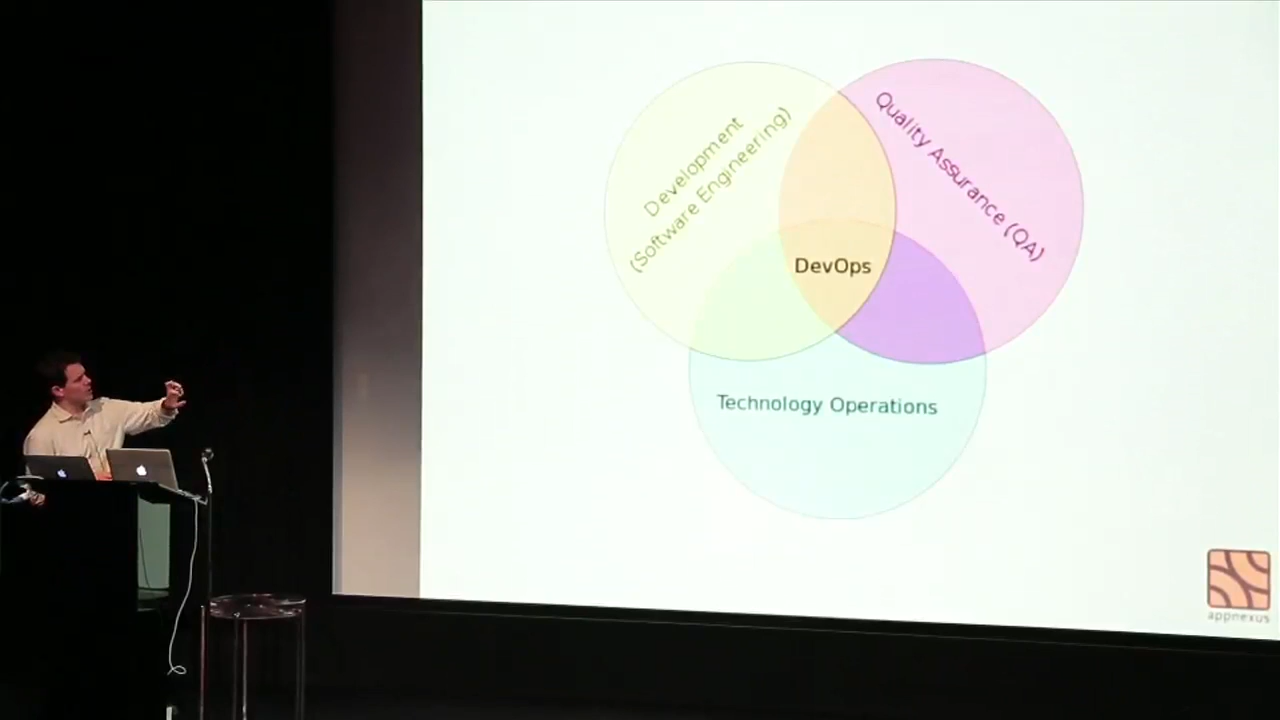 Development
(Software Engineering)
Quality Assurance (QA)
DevOps
Technology Operations
appnexus